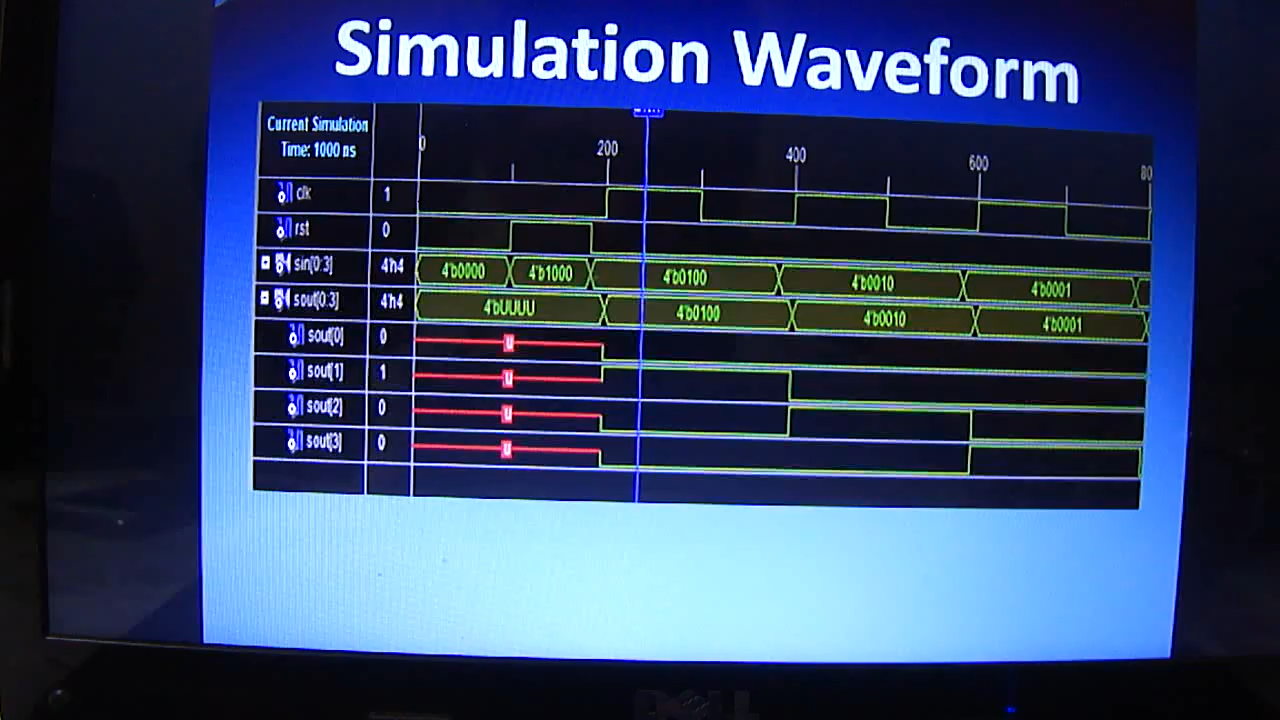 Simulation Waveform
Current Simulation
Time: 1000 ns
0
200
400
600
80
clk 1
rst 0
sin[0:3] 4'h4 4'b0000 4'b1000 4'b0100 4'b0010 4'b0001
sout[0:3] 4'h4 4'bUUUU 4'b0100 4'b0010 4'b0001
sout[0] 0 U
sout[1] 1 U
sout[2] 0 U
sout[3] 0 U
DELL